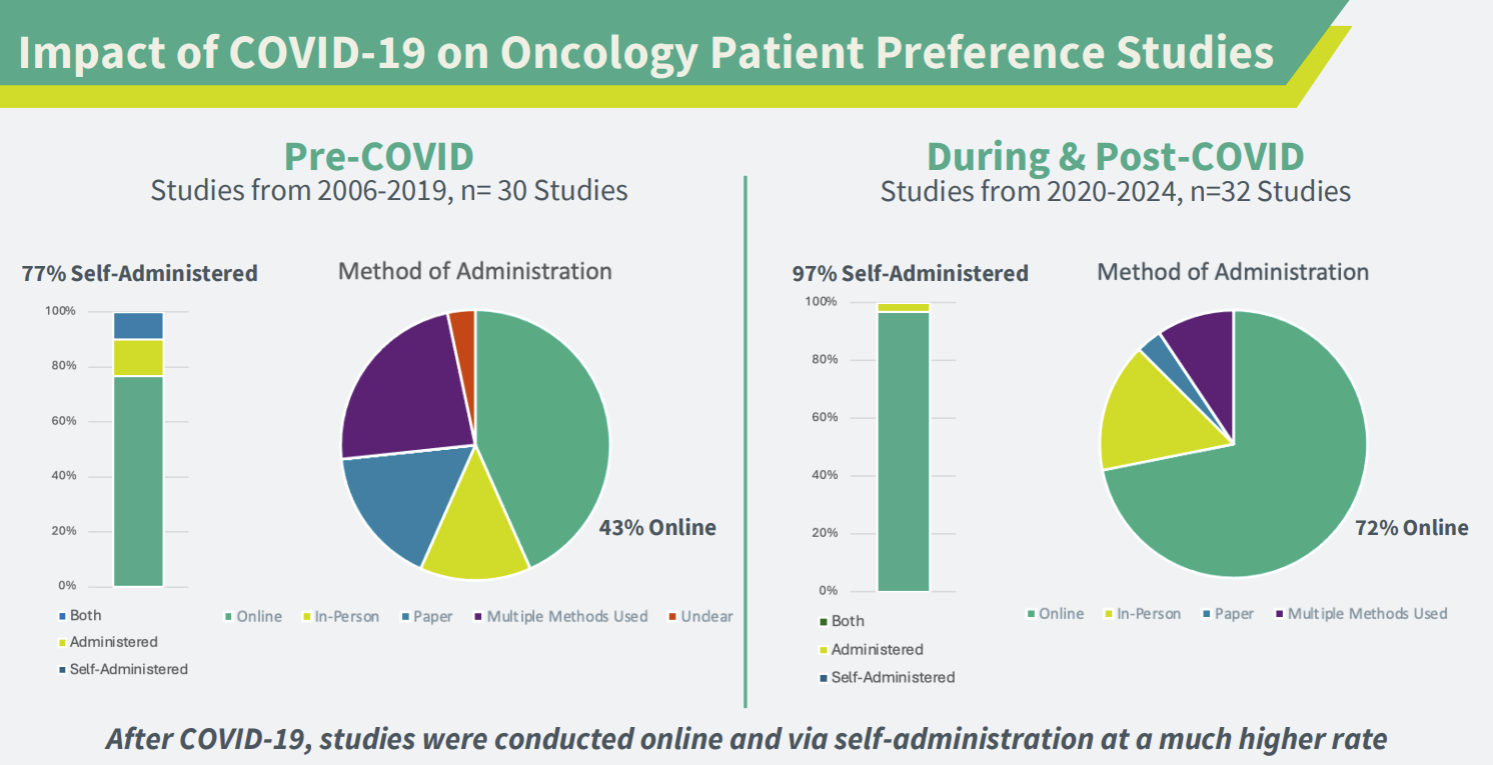 Impact of COVID-19 on Oncology Patient Preference Studies
Pre-COVID
Studies from 2006-2019, n= 30 Studies
77% Self-Administered
100%
80%
60%
40%
20%
0%
Both
Administered
Self-Administered
Method of Administration
43% Online
Online In-Person Paper Multiple Methods Used Unclear
During & Post-COVID
Studies from 2020-2024, n=32 Studies
97% Self-Administered
100%
80%
60%
40%
20%
0%
Both
Administered
Self-Administered
Method of Administration
72% Online
Online In-Person Paper Multiple Methods Used
After COVID-19, studies were conducted online and via self-administration at a much higher rate